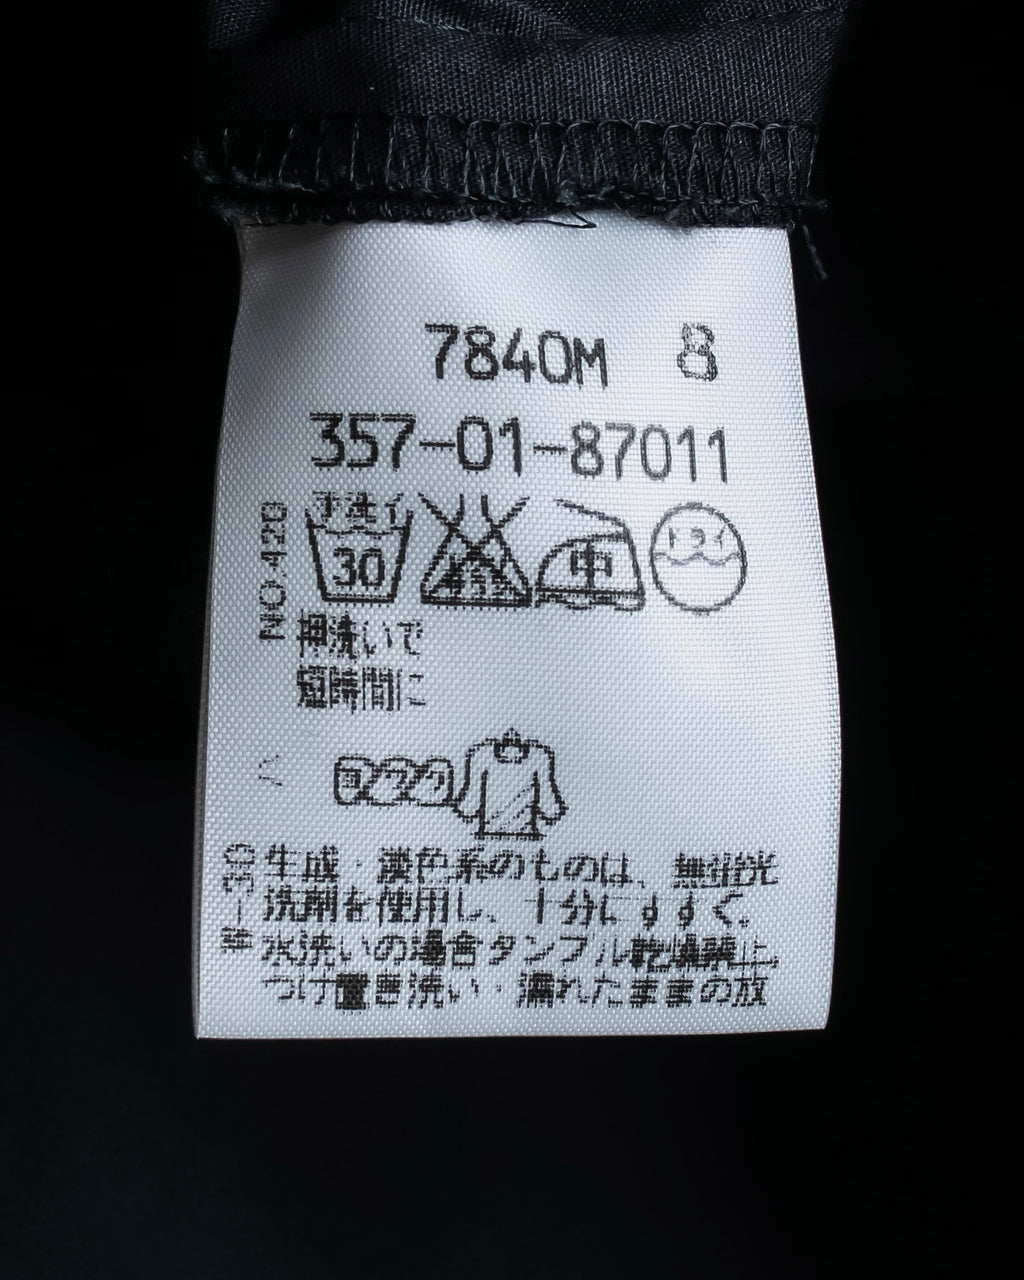 7840M 8
357-01-87011
手洗イ
30
中
ドライ
NO.420
押洗いで
短時間に
生成・淡色系のものは、無蛍光
洗剤を使用し、十分にすすぐ。
水洗いの場合タンブル乾燥禁止
つけ置き洗い・濡れたままの放
-30